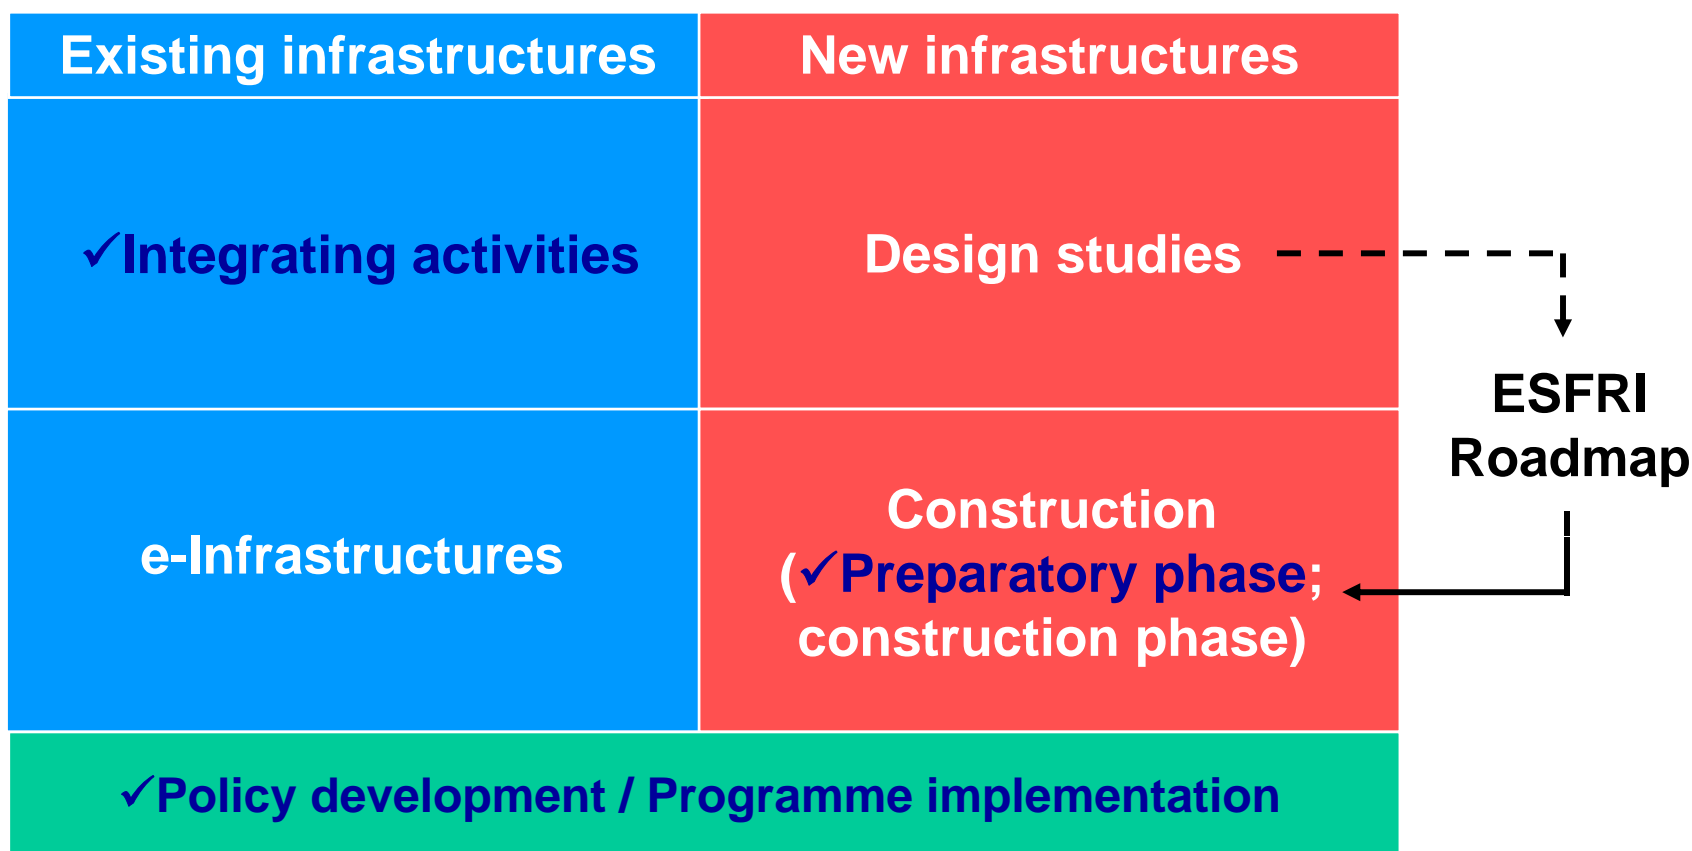 Existing infrastructures
New infrastructures
✓Integrating activities
Design studies
ESFRI
Roadmap
e-Infrastructures
Construction
(✓Preparatory phase;
construction phase)
✓Policy development / Programme implementation